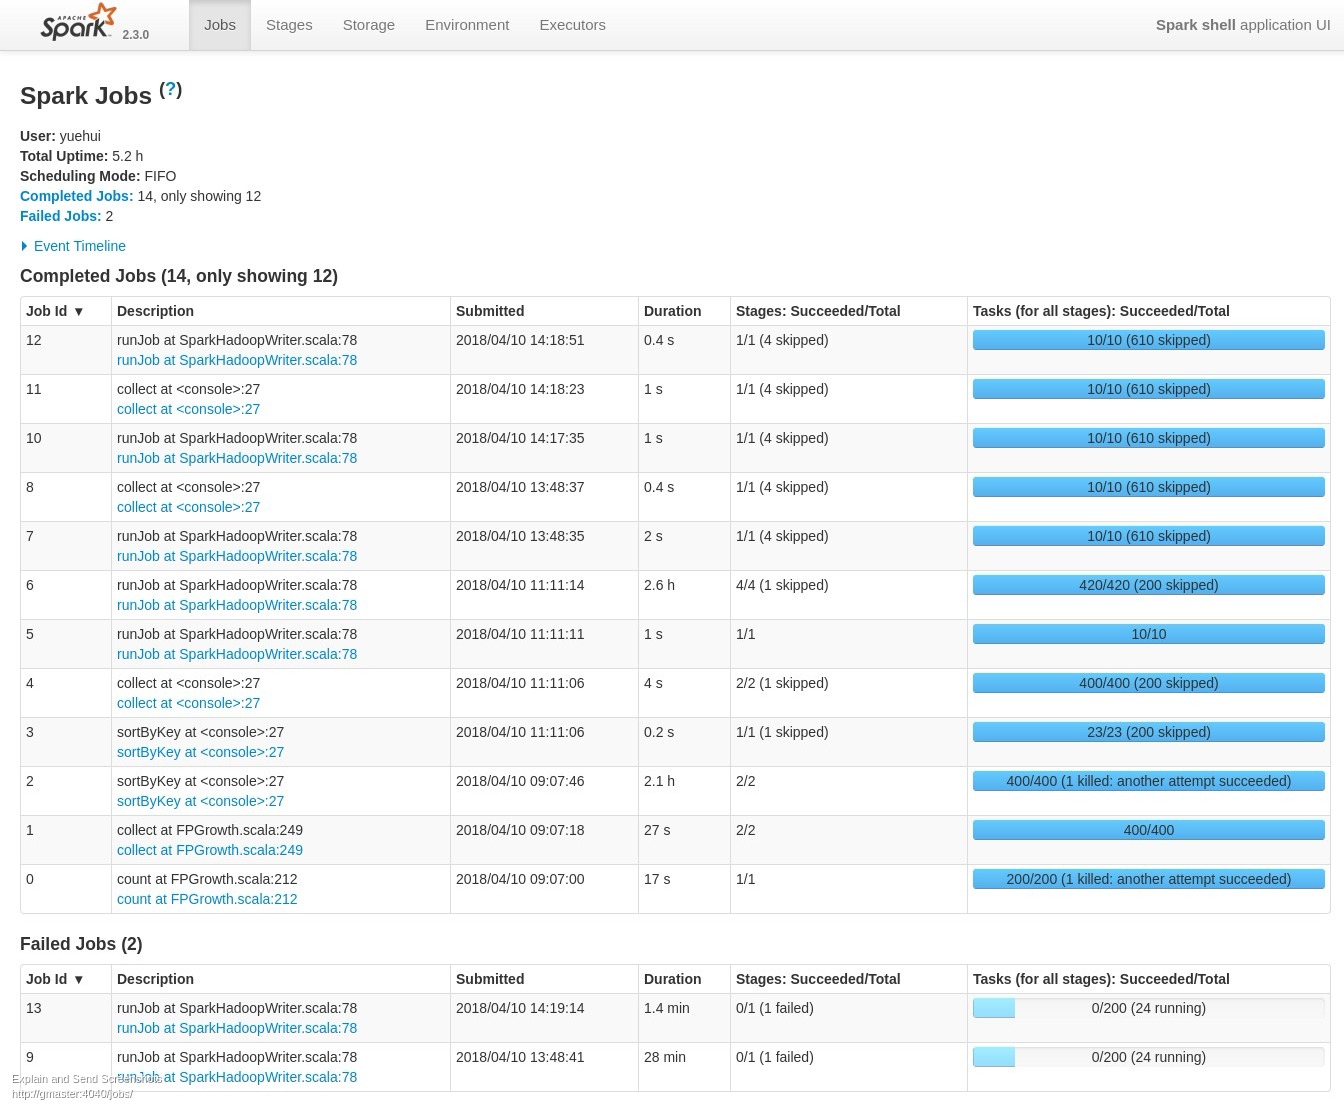 APACHE Spark 2.3.0 Jobs Stages Storage Environment Executors Spark shell application UI
Spark Jobs (?)
User: yuehui
Total Uptime: 5.2 h
Scheduling Mode: FIFO
Completed Jobs: 14, only showing 12
Failed Jobs: 2
Event Timeline
Completed Jobs (14, only showing 12)
Job Id ▼ Description Submitted Duration Stages: Succeeded/Total Tasks (for all stages): Succeeded/Total
12 runJob at SparkHadoopWriter.scala:78 2018/04/10 14:18:51 0.4 s 1/1 (4 skipped) 10/10 (610 skipped)
runJob at SparkHadoopWriter.scala:78
11 collect at <console>:27 2018/04/10 14:18:23 1 s 1/1 (4 skipped) 10/10 (610 skipped)
collect at <console>:27
10 runJob at SparkHadoopWriter.scala:78 2018/04/10 14:17:35 1 s 1/1 (4 skipped) 10/10 (610 skipped)
runJob at SparkHadoopWriter.scala:78
8 collect at <console>:27 2018/04/10 13:48:37 0.4 s 1/1 (4 skipped) 10/10 (610 skipped)
collect at <console>:27
7 runJob at SparkHadoopWriter.scala:78 2018/04/10 13:48:35 2 s 1/1 (4 skipped) 10/10 (610 skipped)
runJob at SparkHadoopWriter.scala:78
6 runJob at SparkHadoopWriter.scala:78 2018/04/10 11:11:14 2.6 h 4/4 (1 skipped) 420/420 (200 skipped)
runJob at SparkHadoopWriter.scala:78
5 runJob at SparkHadoopWriter.scala:78 2018/04/10 11:11:11 1 s 1/1 10/10
runJob at SparkHadoopWriter.scala:78
4 collect at <console>:27 2018/04/10 11:11:06 4 s 2/2 (1 skipped) 400/400 (200 skipped)
collect at <console>:27
3 sortByKey at <console>:27 2018/04/10 11:11:06 0.2 s 1/1 (1 skipped) 23/23 (200 skipped)
sortByKey at <console>:27
2 sortByKey at <console>:27 2018/04/10 09:07:46 2.1 h 2/2 400/400 (1 killed: another attempt succeeded)
sortByKey at <console>:27
1 collect at FPGrowth.scala:249 2018/04/10 09:07:18 27 s 2/2 400/400
collect at FPGrowth.scala:249
0 count at FPGrowth.scala:212 2018/04/10 09:07:00 17 s 1/1 200/200 (1 killed: another attempt succeeded)
count at FPGrowth.scala:212
Failed Jobs (2)
Job Id ▼ Description Submitted Duration Stages: Succeeded/Total Tasks (for all stages): Succeeded/Total
13 runJob at SparkHadoopWriter.scala:78 2018/04/10 14:19:14 1.4 min 0/1 (1 failed) 0/200 (24 running)
runJob at SparkHadoopWriter.scala:78
9 runJob at SparkHadoopWriter.scala:78 2018/04/10 13:48:41 28 min 0/1 (1 failed) 0/200 (24 running)
runJob at SparkHadoopWriter.scala:78
Explain and Send Screenshots
http://gmaster:4040/jobs/